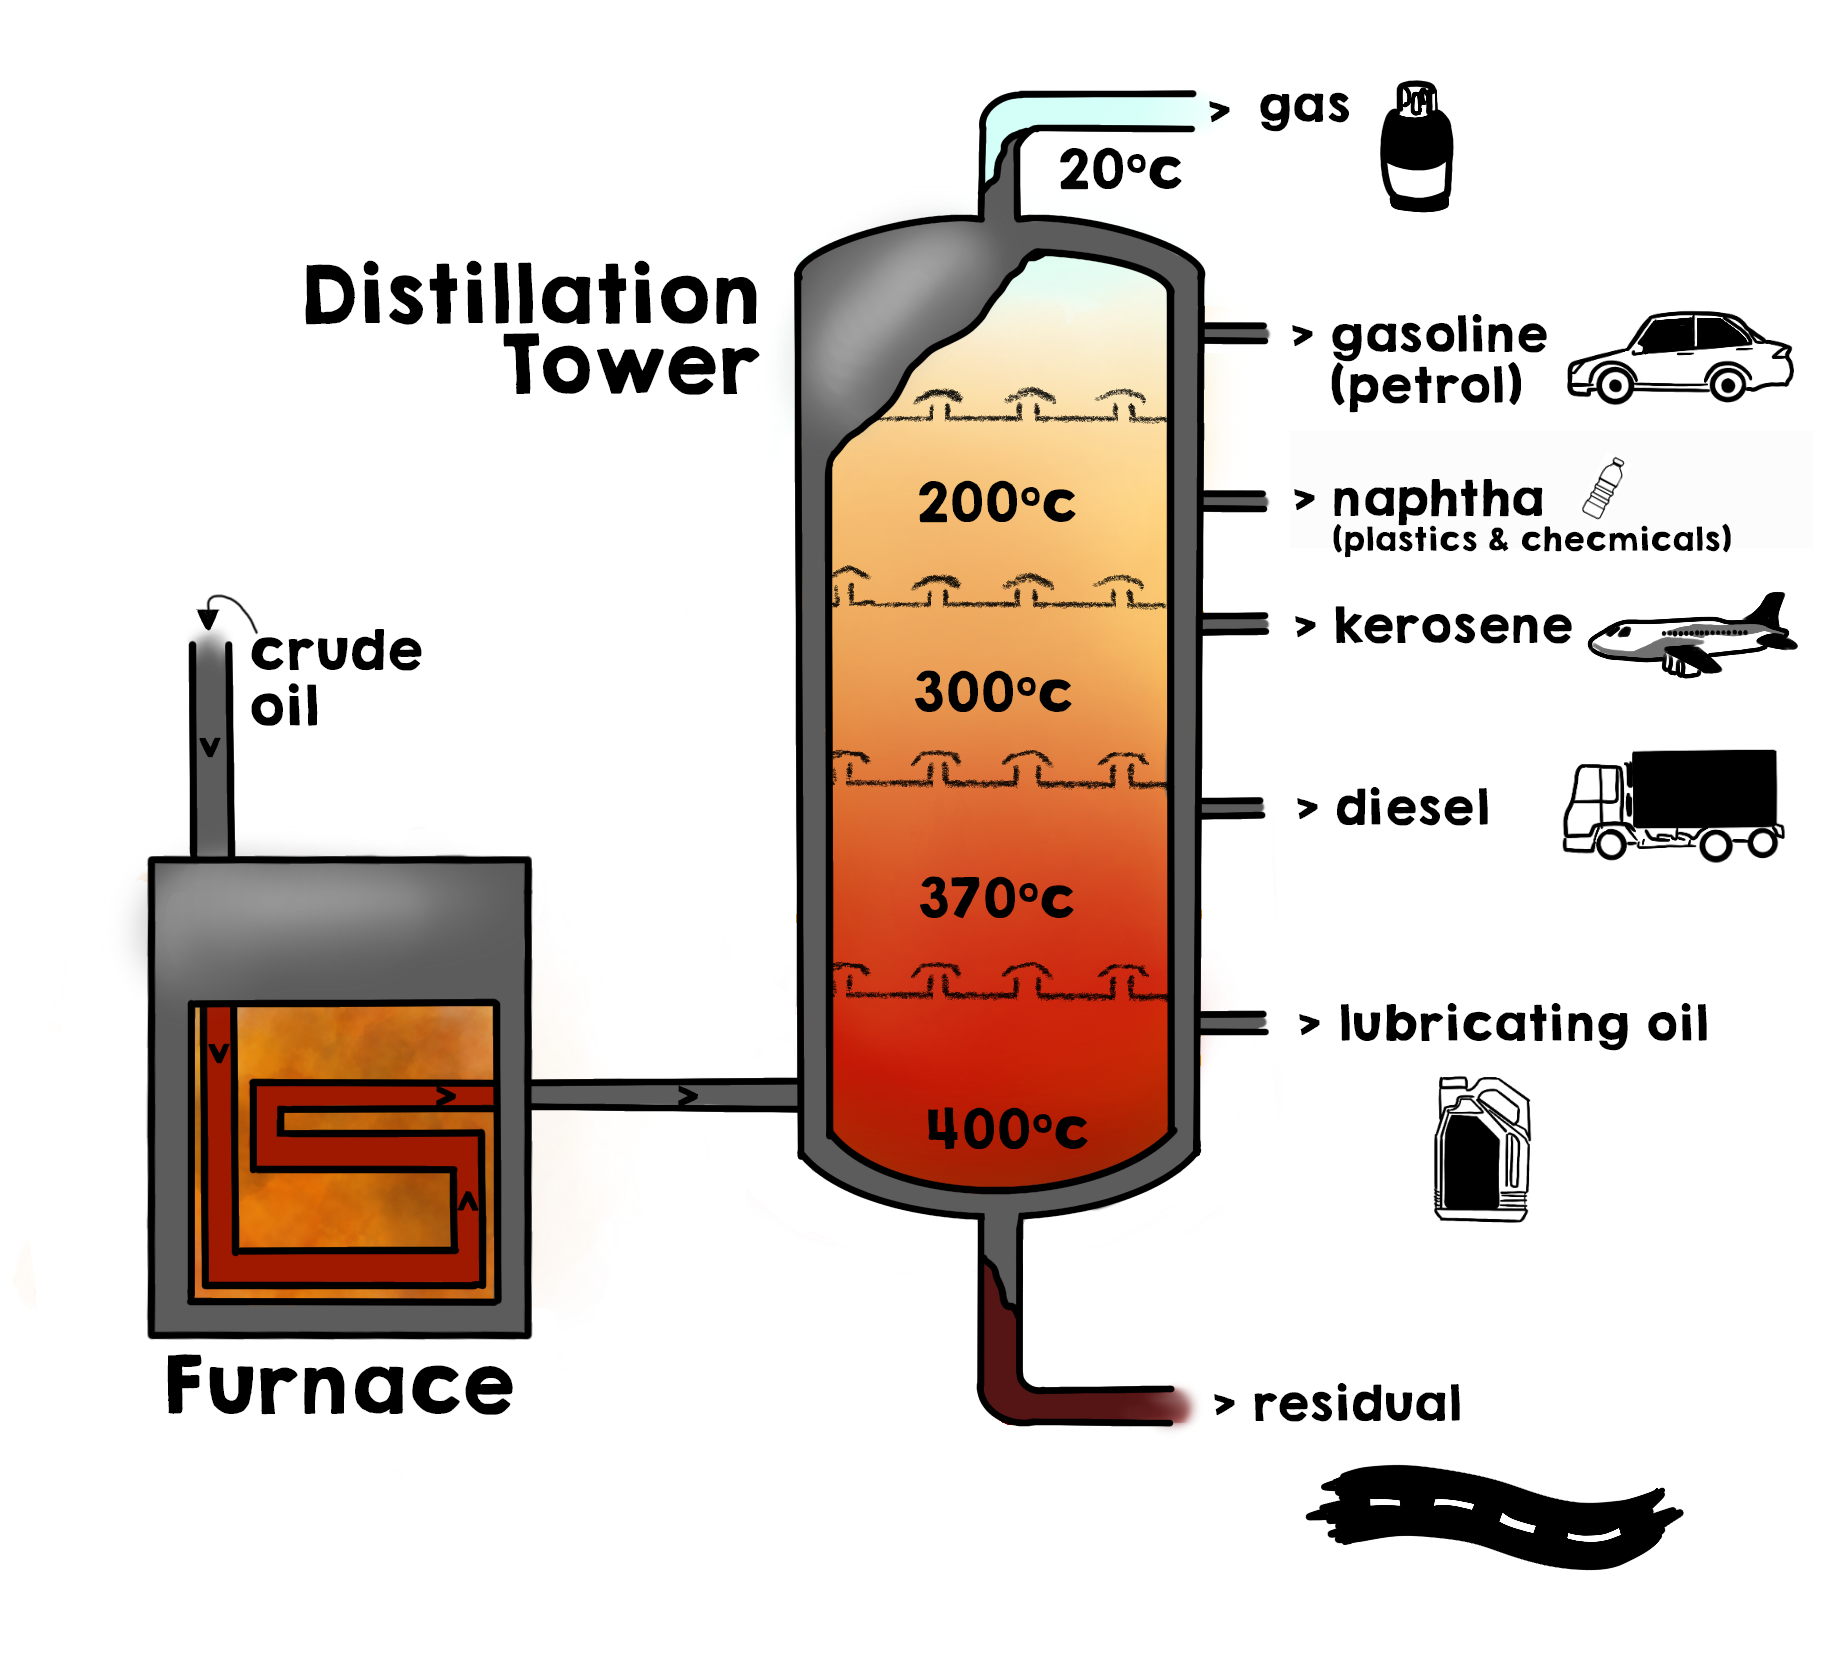 > gas
20°c
Distillation
Tower
> gasoline
(petrol)
200°c
> naphtha
(plastics & checmicals)
crude
oil
> kerosene
300°c
> diesel
370°c
> lubricating oil
400°c
Furnace
> residual